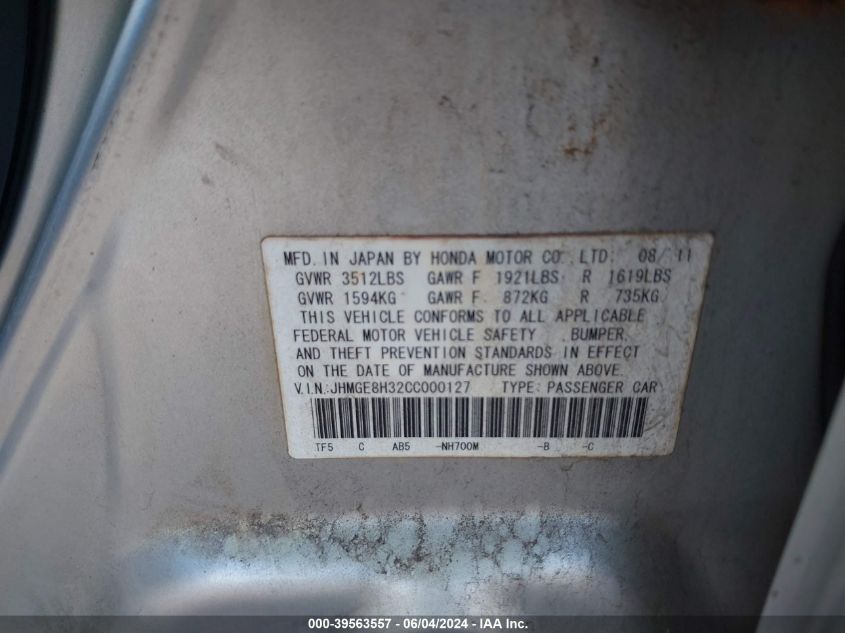 MFD. IN JAPAN BY HONDA MOTOR CO., LTD. 08/11
GVWR 3512LBS GAWR F 1921LBS R 1619LBS
GVWR 1594KG GAWR F. 872KG R 735KG
THIS VEHICLE CONFORMS TO ALL APPLICABLE
FEDERAL MOTOR VEHICLE SAFETY , BUMPER,
AND THEFT PREVENTION STANDARDS IN EFFECT
ON THE DATE OF MANUFACTURE SHOWN ABOVE.
V.I.N.:JHMGE8H32CC000127 TYPE: PASSENGER CAR
TF5 C AB5 -NH700M -B -C
000-39563557 - 06/04/2024 - IAAI.com